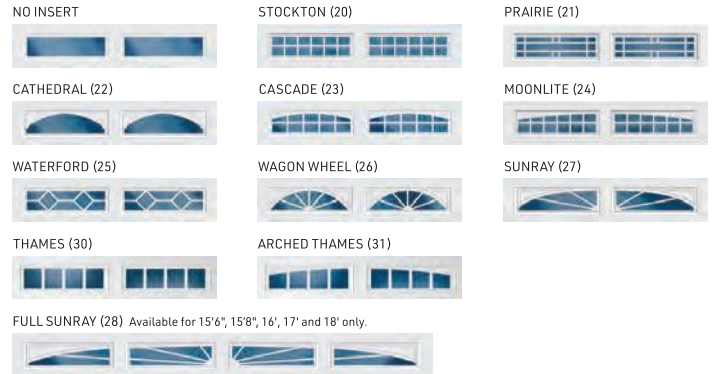 NO INSERT
STOCKTON (20)
PRAIRIE (21)
CATHEDRAL (22)
CASCADE (23)
MOONLITE (24)
WATERFORD (25)
WAGON WHEEL (26)
SUNRAY (27)
THAMES (30)
ARCHED THAMES (31)
FULL SUNRAY (28) Available for 15'6", 15'8", 16', 17' and 18' only.